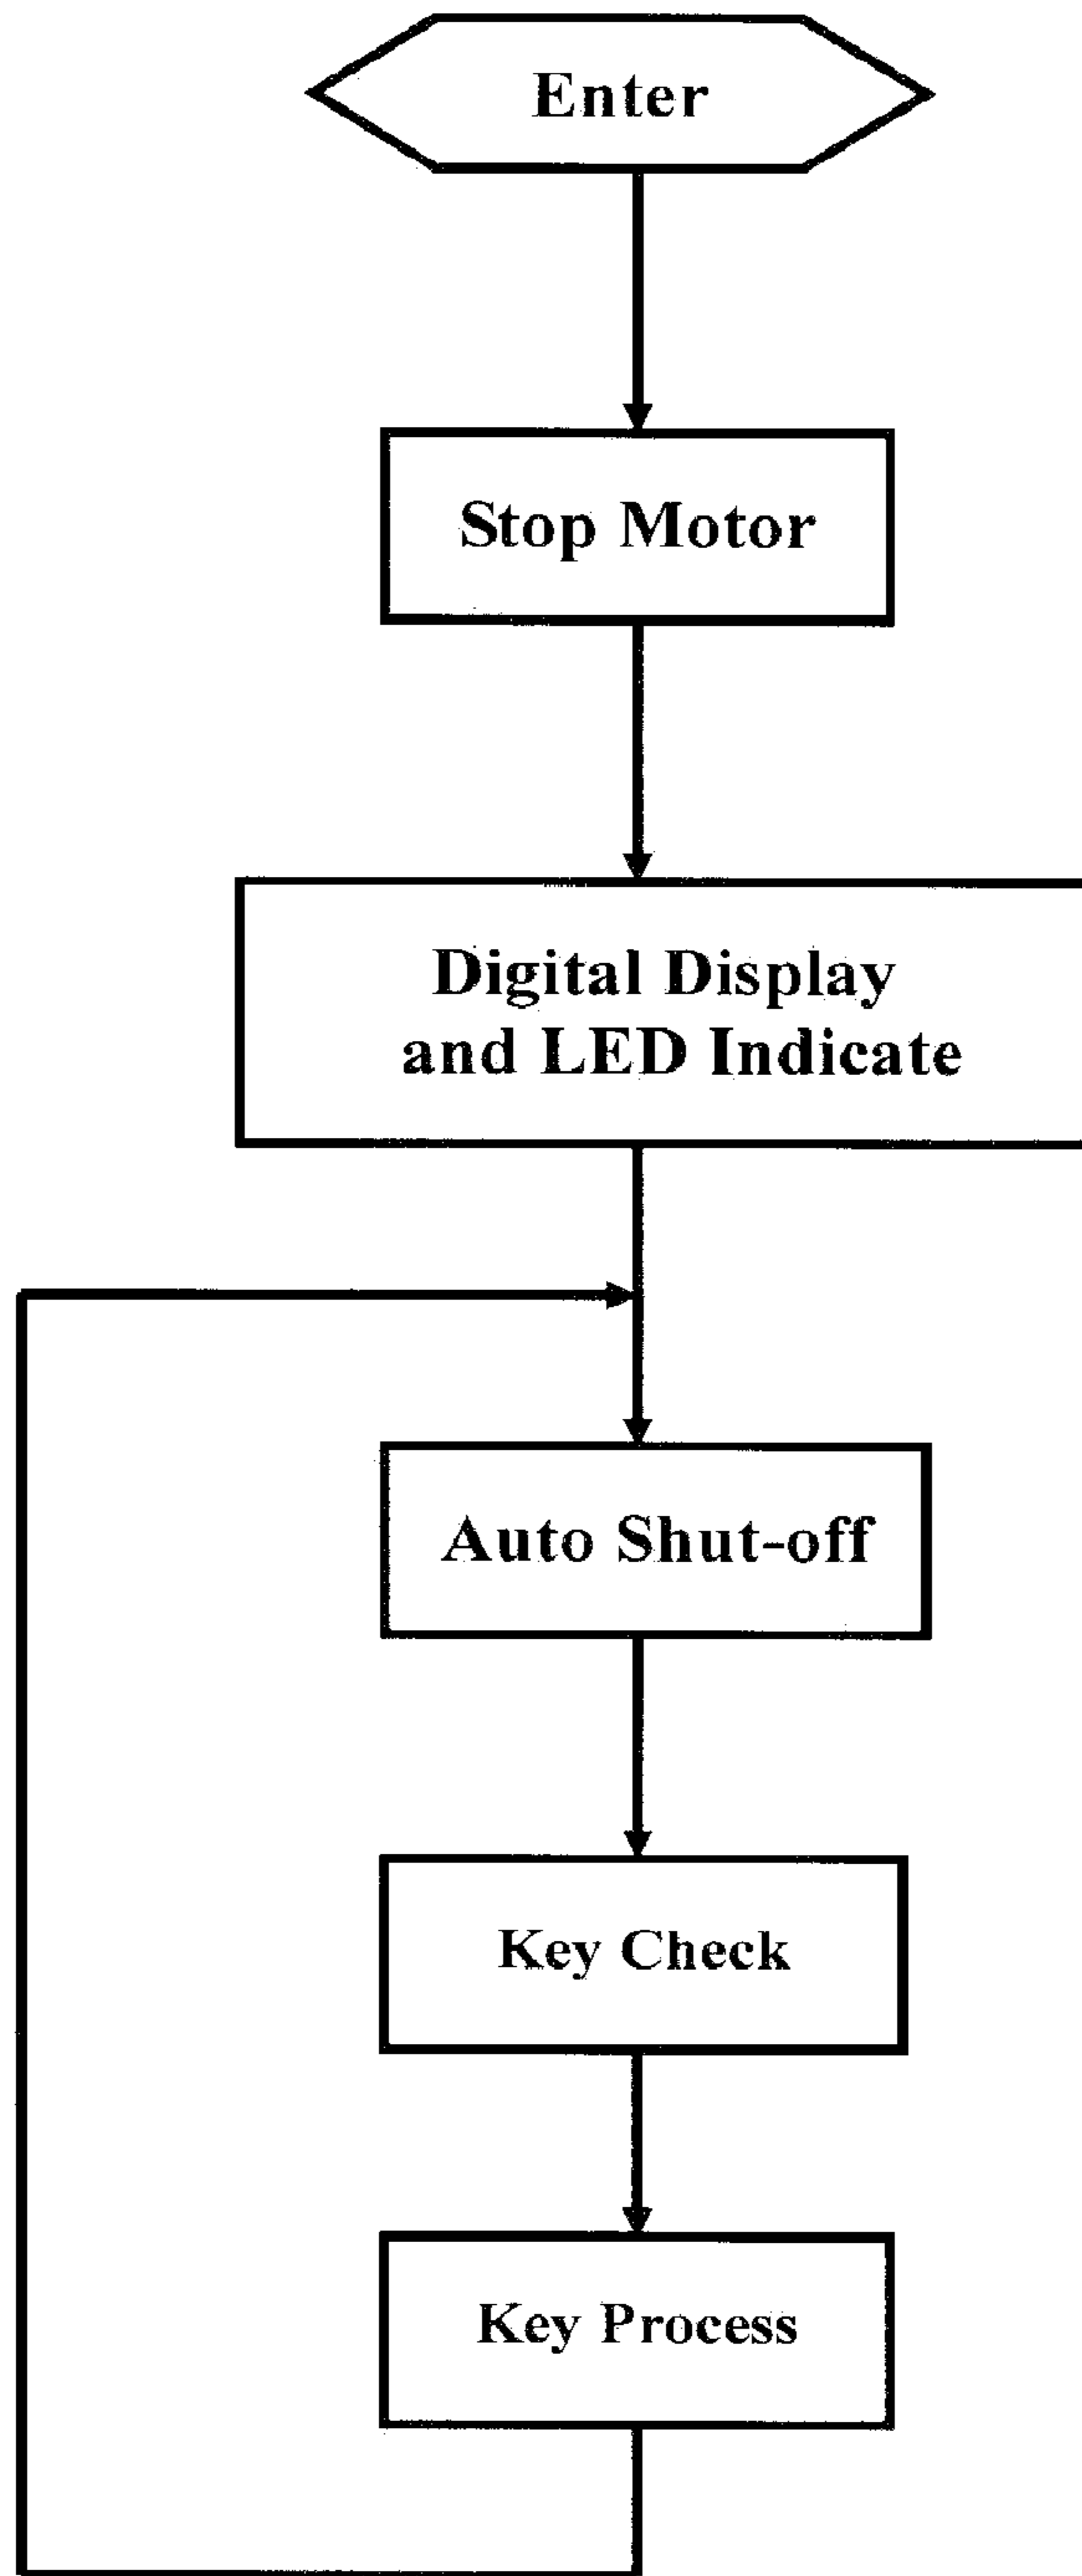 Enter
Stop Motor
Digital Display
and LED Indicate
Auto Shut-off
Key Check
Key Process